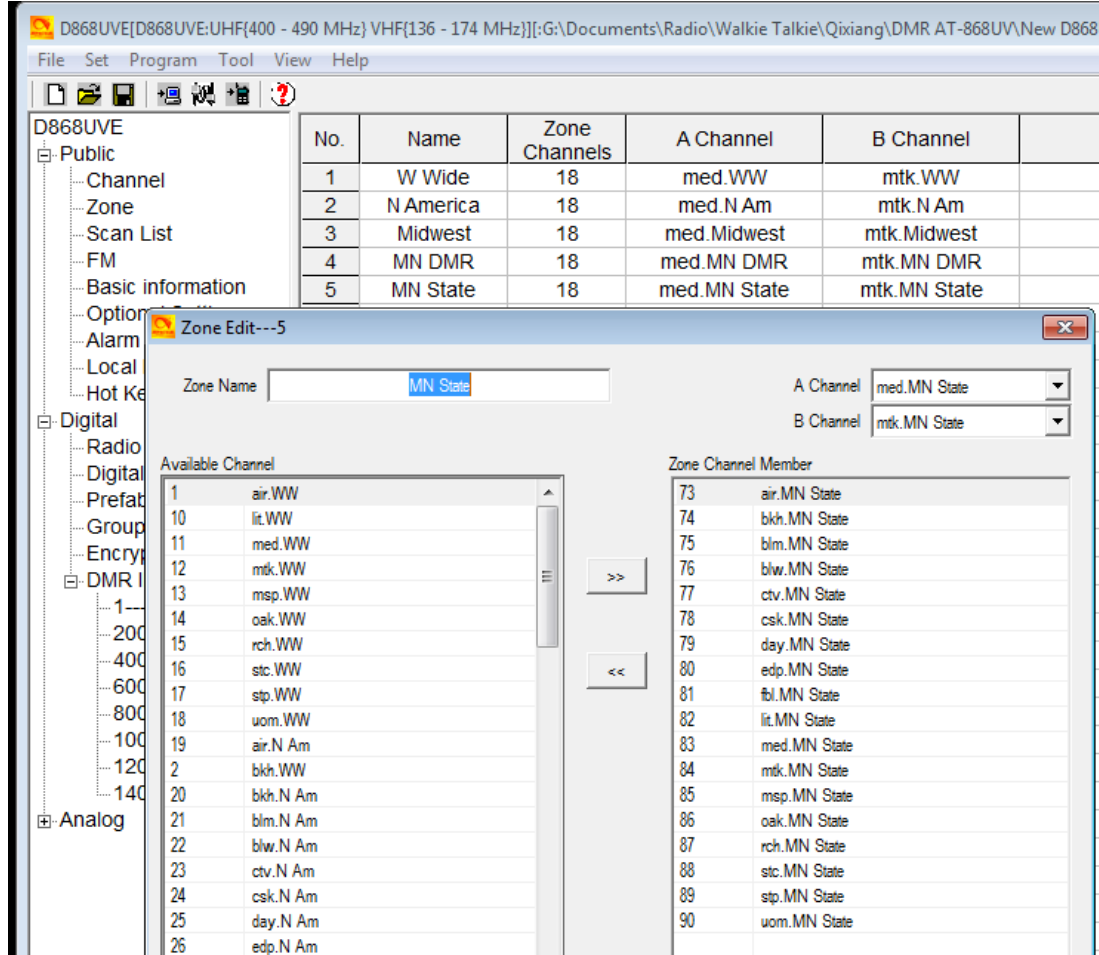 D868UVE[D868UVE:UHF{400 - 490 MHz} VHF{136 - 174 MHz}][:G:\Documents\Radio\Walkie Talkie\Qixiang\DMR AT-868UV\New D868
File Set Program Tool View Help
D868UVE
Public
Channel
Zone
Scan List
FM
Basic information
Option
Alarm
Local
Hot Ke
Digital
Radio
Digital
Prefab
Group
Encryp
DMR I
1---
200
400
600
800
100
120
140
Analog
No. Name Zone Channels A Channel B Channel
1 W Wide 18 med.WW mtk.WW
2 N America 18 med.N Am mtk.N Am
3 Midwest 18 med.Midwest mtk.Midwest
4 MN DMR 18 med.MN DMR mtk.MN DMR
5 MN State 18 med.MN State mtk.MN State
Zone Edit---5
Zone Name MN State
A Channel med.MN State
B Channel mtk.MN State
Available Channel
1 air.WW
10 lit.WW
11 med.WW
12 mtk.WW
13 msp.WW
14 oak.WW
15 rch.WW
16 stc.WW
17 stp.WW
18 uom.WW
19 air.N Am
2 bkh.WW
20 bkh.N Am
21 blm.N Am
22 blw.N Am
23 ctv.N Am
24 csk.N Am
25 day.N Am
26 edp.N Am
>>
<<
Zone Channel Member
73 air.MN State
74 bkh.MN State
75 blm.MN State
76 blw.MN State
77 ctv.MN State
78 csk.MN State
79 day.MN State
80 edp.MN State
81 fbl.MN State
82 lit.MN State
83 med.MN State
84 mtk.MN State
85 msp.MN State
86 oak.MN State
87 rch.MN State
88 stc.MN State
89 stp.MN State
90 uom.MN State